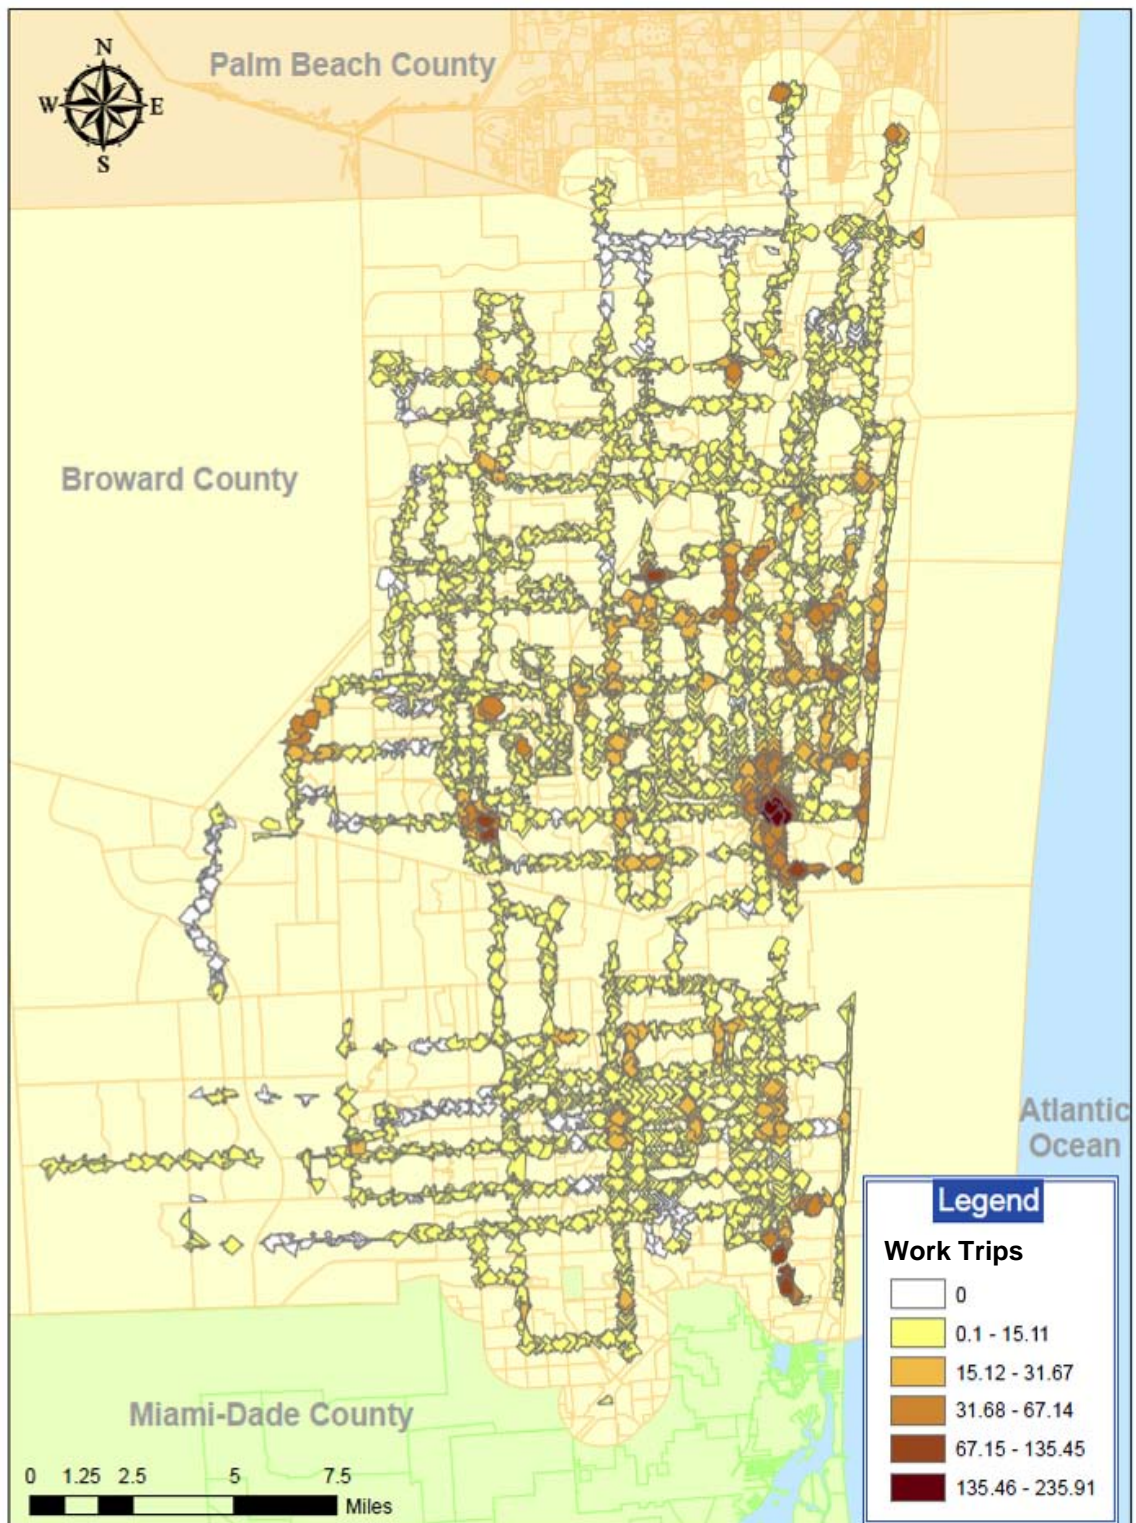 N
W E
S
Palm Beach County
Broward County
Atlantic
Ocean
Miami-Dade County
0 1.25 2.5 5 7.5
Miles
Legend
Work Trips
0
0.1 - 15.11
15.12 - 31.67
31.68 - 67.14
67.15 - 135.45
135.46 - 235.91